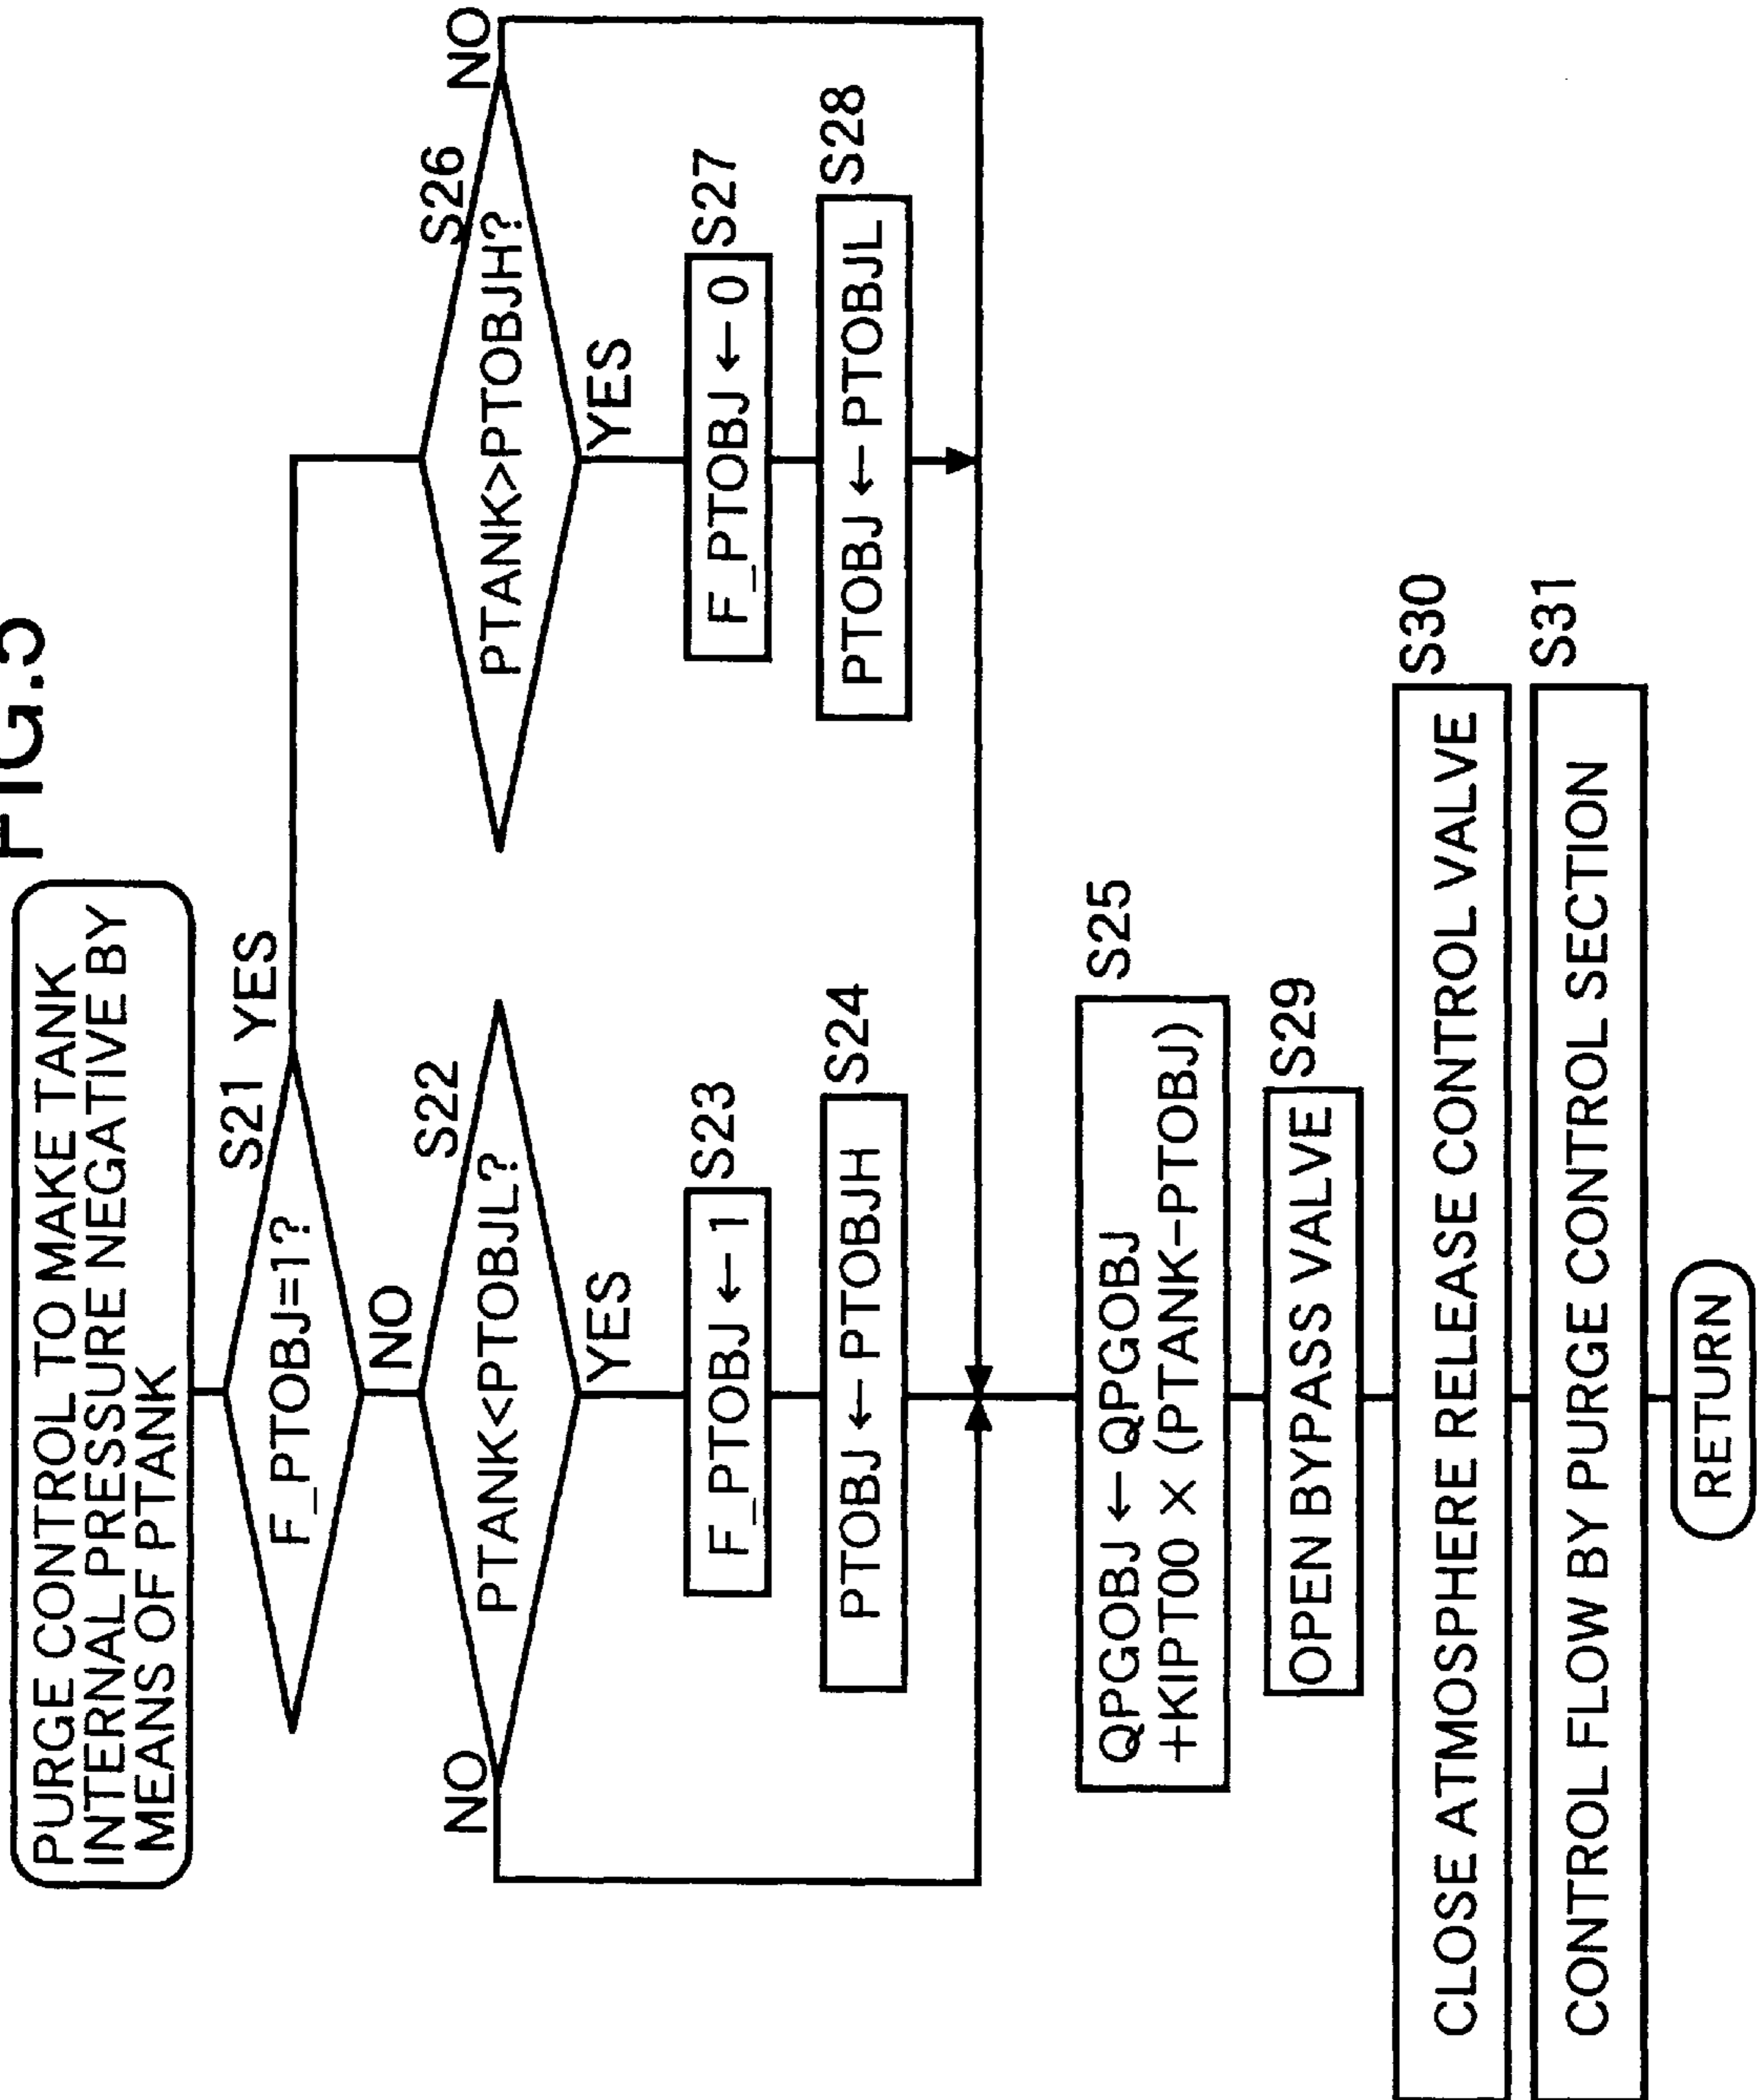 FIG.
PURGE CONTROL TO MAKE TANK
INTERNAL PRESSURE NEGATIVE BY
MEANS OF PTANK
S21
YES
F_PTOBJ=1?
NO
S22
NO
PTANK<PTOBJL?
YES
S23
F_PTOBJ ← 1
S24
PTOBJ ← PTOBJH
S26
NO
PTANK>PTOBJH?
YES
S27
F_PTOBJ ← 0
S28
PTOBJ ← PTOBJL
S25
QPGOBJ ← QPGOBJ
+KIPT00 × (PTANK-PTOBJ)
S29
OPEN BYPASS VALVE
S30
CLOSE ATMOSPHERE RELEASE CONTROL VALVE
S31
CONTROL FLOW BY PURGE CONTROL SECTION
RETURN